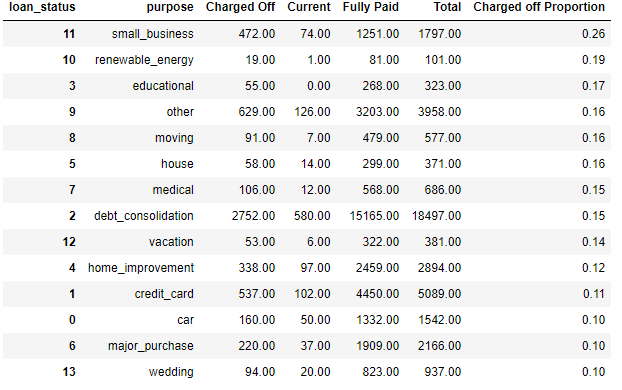 loan_status purpose Charged Off Current Fully Paid Total Charged off Proportion
11 small_business 472.00 74.00 1251.00 1797.00 0.26
10 renewable_energy 19.00 1.00 81.00 101.00 0.19
3 educational 55.00 0.00 268.00 323.00 0.17
9 other 629.00 126.00 3203.00 3958.00 0.16
8 moving 91.00 7.00 479.00 577.00 0.16
5 house 58.00 14.00 299.00 371.00 0.16
7 medical 106.00 12.00 568.00 686.00 0.15
2 debt_consolidation 2752.00 580.00 15165.00 18497.00 0.15
12 vacation 53.00 6.00 322.00 381.00 0.14
4 home_improvement 338.00 97.00 2459.00 2894.00 0.12
1 credit_card 537.00 102.00 4450.00 5089.00 0.11
0 car 160.00 50.00 1332.00 1542.00 0.10
6 major_purchase 220.00 37.00 1909.00 2166.00 0.10
13 wedding 94.00 20.00 823.00 937.00 0.10